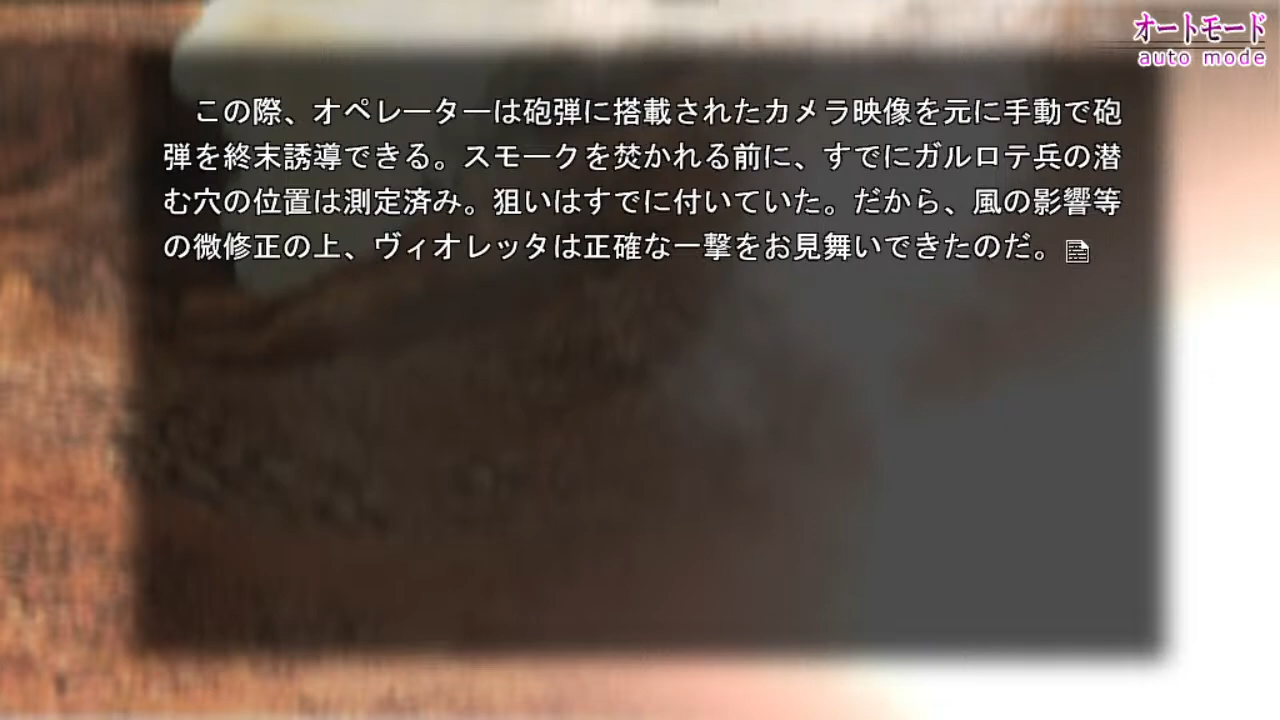 オートモード
auto mode
この際、オペレーターは砲弾に搭載されたカメラ映像を元に手動で砲
弾を終末誘導できる。スモークを焚かれる前に、すでにガルロテ兵の潜
む穴の位置は測定済み。狙いはすでに付いていた。だから、風の影響等
の微修正の上、ヴィオレッタは正確な一撃をお見舞いできたのだ。